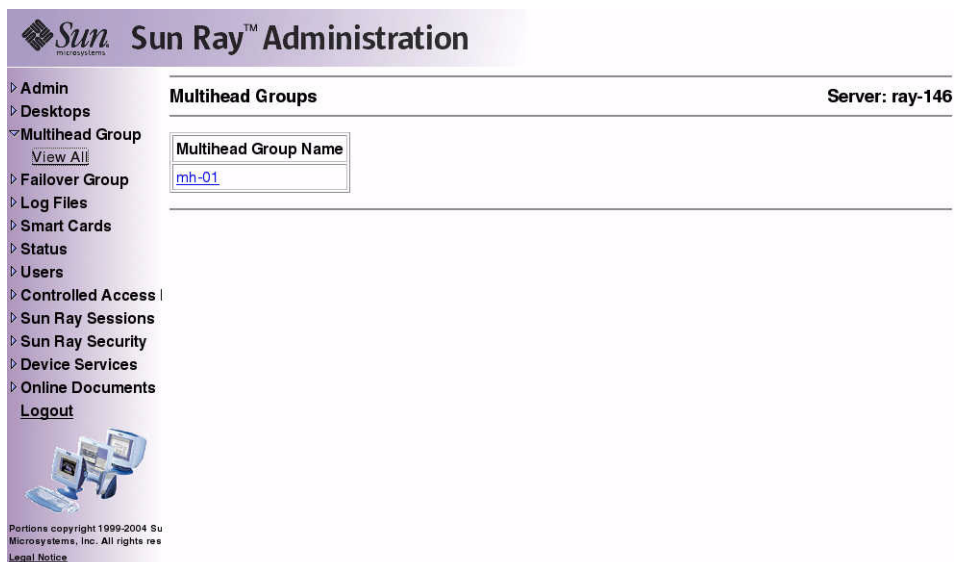 Sun microsystems Sun Ray™ Administration
Admin
Desktops
Multihead Group
View All
Failover Group
Log Files
Smart Cards
Status
Users
Controlled Access
Sun Ray Sessions
Sun Ray Security
Device Services
Online Documents
Logout
Portions copyright 1999-2004 Su
Microsystems, Inc. All rights res
Legal Notice
Multihead Groups Server: ray-146
Multihead Group Name
mh-01